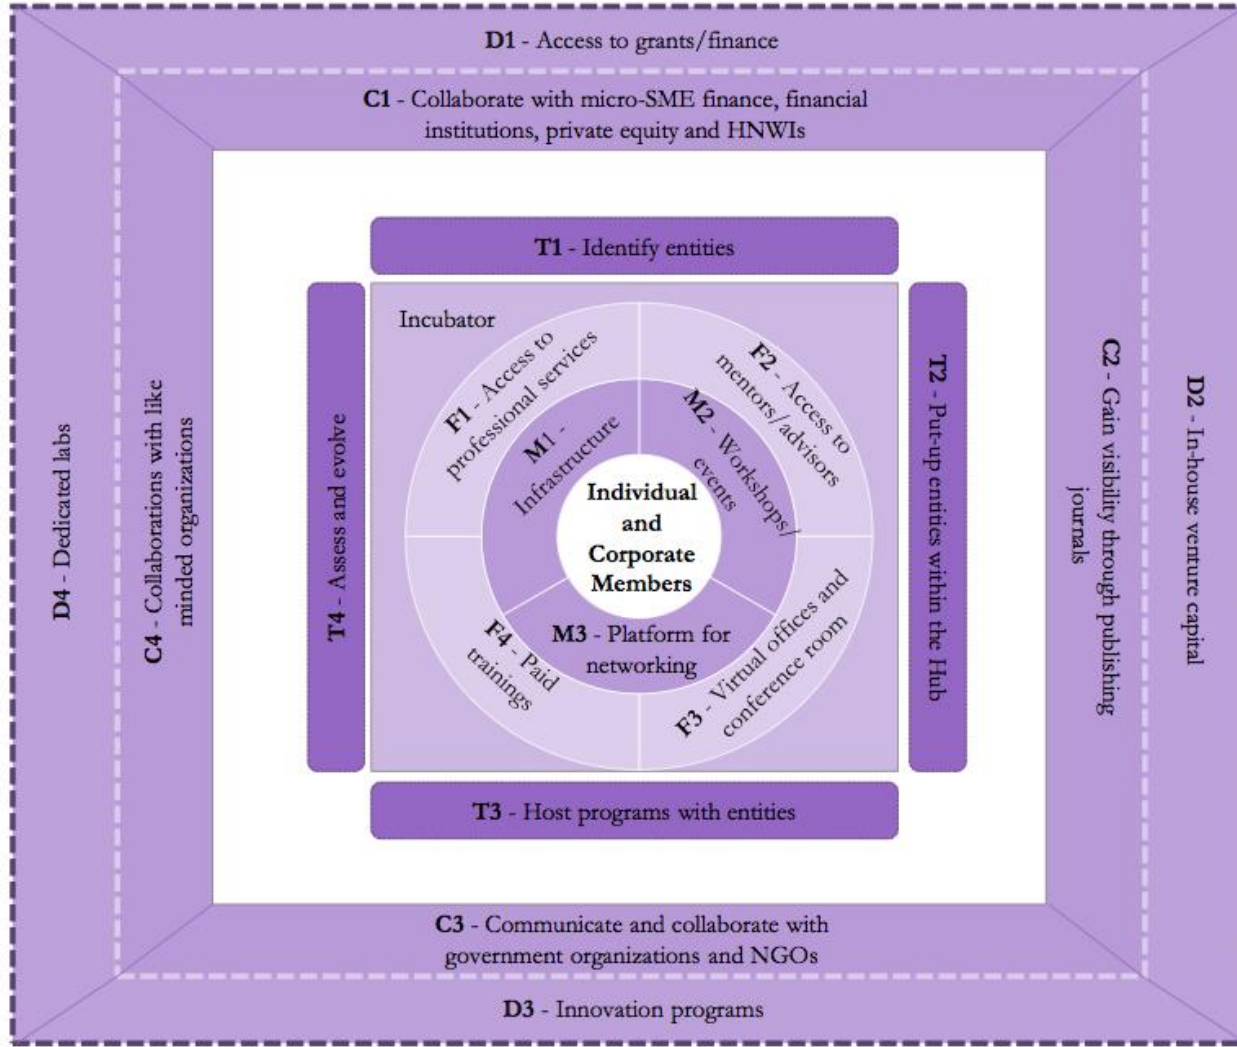 D1 - Access to grants/finance
C1 - Collaborate with micro-SME finance, financial
institutions, private equity and HNWIs
T1 - Identify entities
Incubator
F1 - Access to
professional services
F2 - Access to
mentors/advisors
M1 -
Infrastructure
M2 - Workshops/
events
Individual
and
Corporate
Members
M3 - Platform for
networking
F4 - Paid
trainings
F3 - Virtual offices and
conference room
T4 - Assess and evolve
T2 - Put-up entities within the Hub
C4 - Collaborations with like
minded organizations
D4 - Dedicated labs
C2 - Gain visibility through publishing
journals
D2 - In-house venture capital
T3 - Host programs with entities
C3 - Communicate and collaborate with
government organizations and NGOs
D3 - Innovation programs